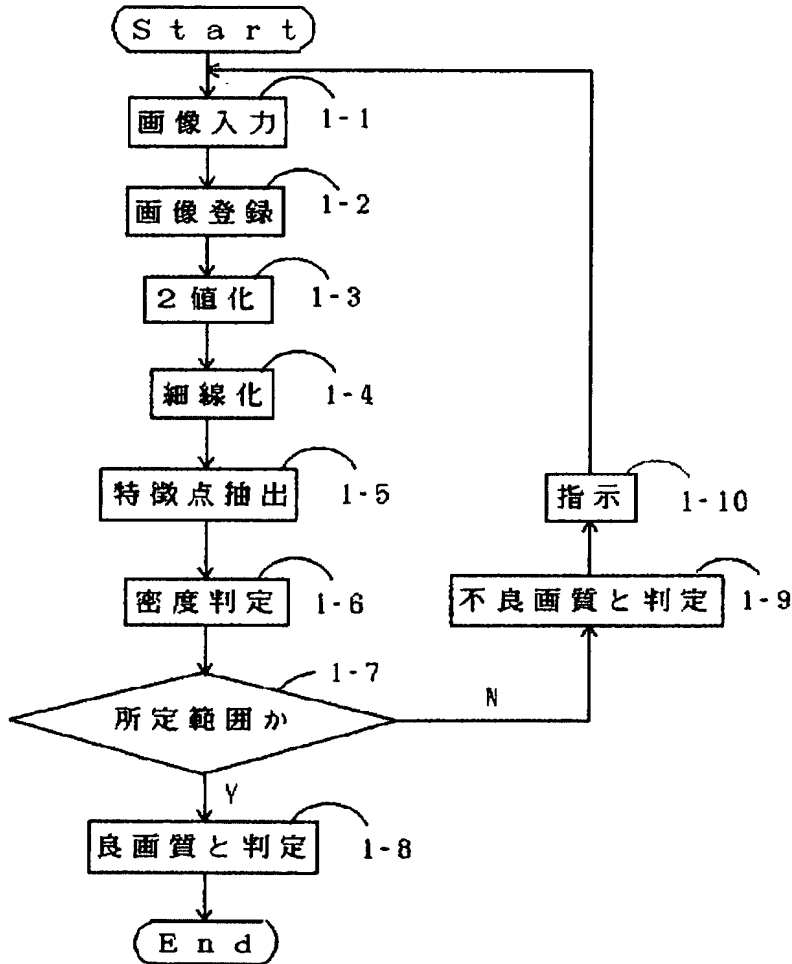 Start
画像入力 1-1
画像登録 1-2
2値化 1-3
細線化 1-4
特徴点抽出 1-5
指示 1-10
密度判定 1-6
不良画質と判定 1-9
1-7
所定範囲か
N
Y
良画質と判定 1-8
End